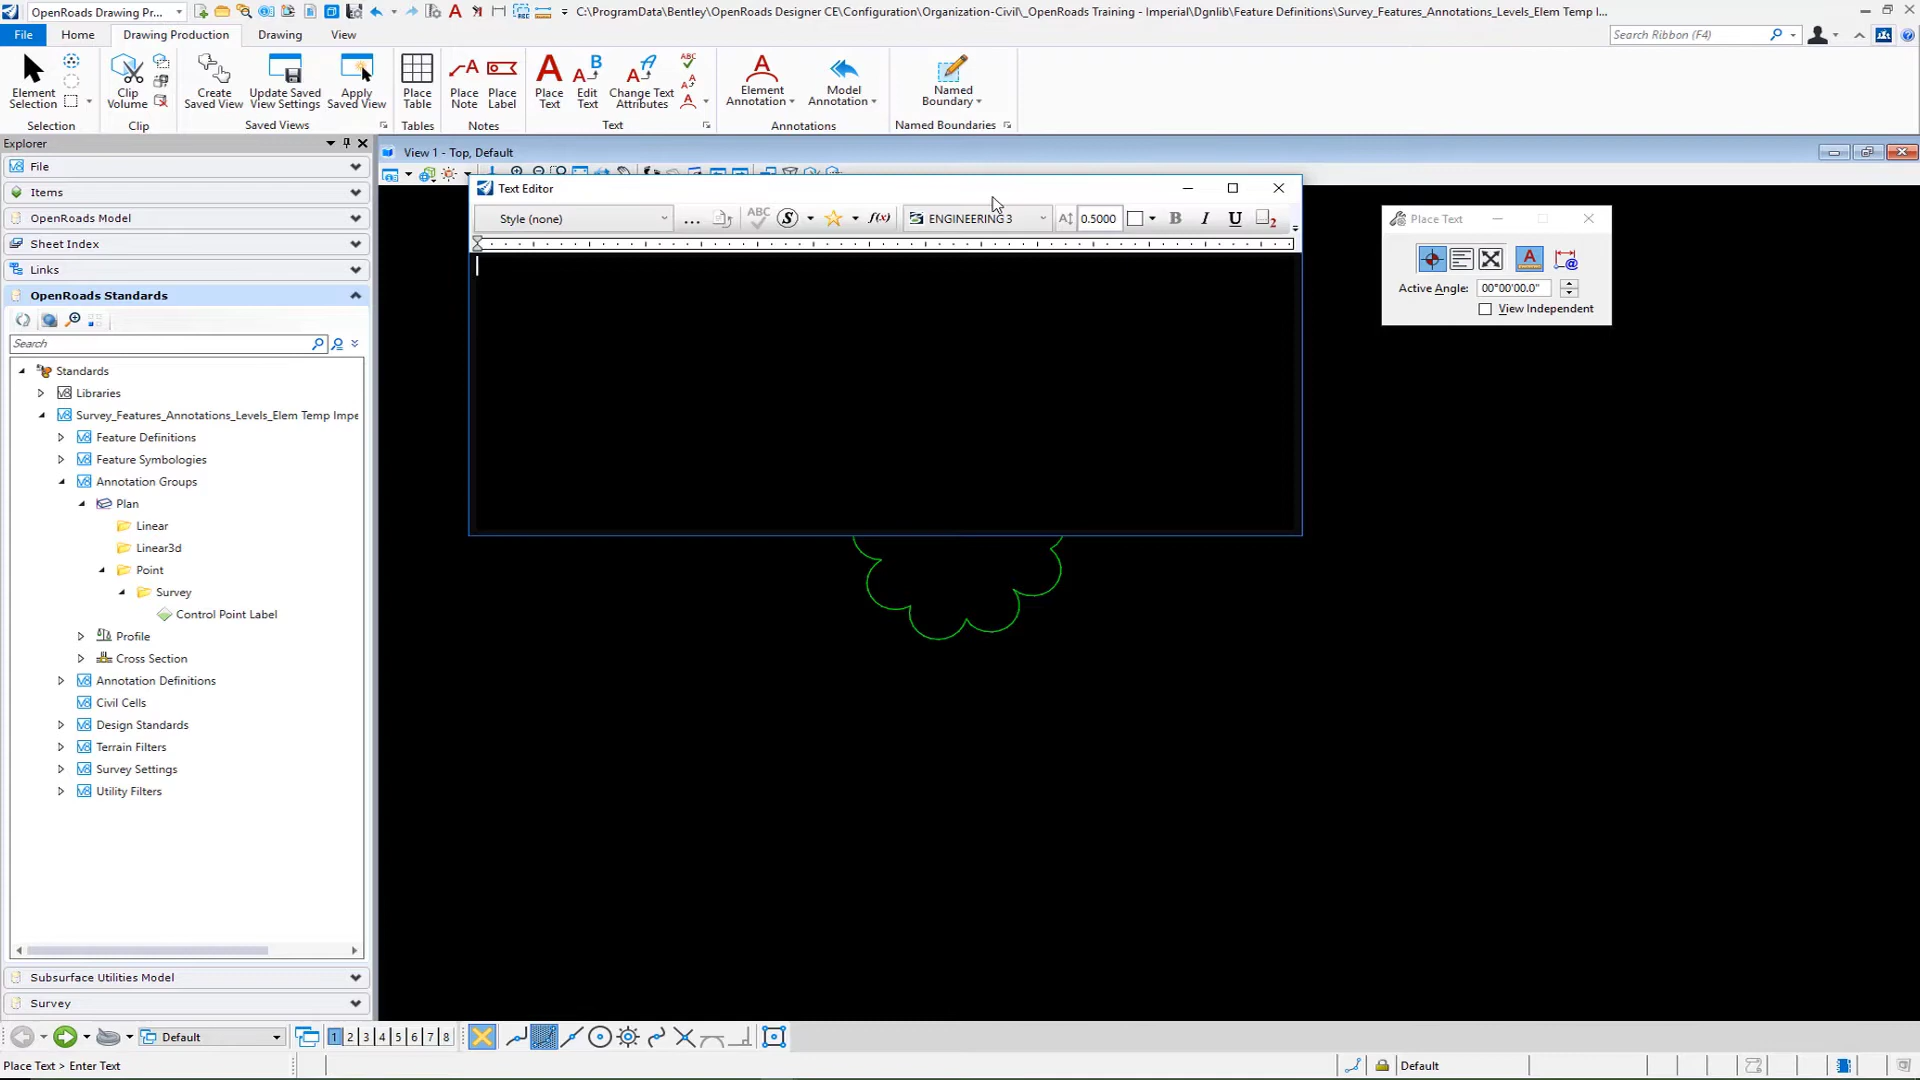 OpenRoads Drawing Pr...
C:\ProgramData\Bentley\OpenRoads Designer CE\Configuration\Organization-Civil\_OpenRoads Training - Imperial\Dgnlib\Feature Definitions\Survey_Features_Annotations_Levels_Elem Temp I...
File
Home
Drawing Production
Drawing
View
Search Ribbon (F4)
Element Selection
Clip Volume
Create Saved View
Update Saved View Settings
Apply Saved View
Place Table
Place Note
Place Label
Place Text
Edit Text
Change Text Attributes
Element Annotation
Model Annotation
Named Boundary
Selection
Clip
Saved Views
Tables
Notes
Text
Annotations
Named Boundaries
Explorer
File
Items
OpenRoads Model
Sheet Index
Links
OpenRoads Standards
Search
Standards
Libraries
Survey_Features_Annotations_Levels_Elem Temp Impe
Feature Definitions
Feature Symbologies
Annotation Groups
Plan
Linear
Linear3d
Point
Survey
Control Point Label
Profile
Cross Section
Annotation Definitions
Civil Cells
Design Standards
Terrain Filters
Survey Settings
Utility Filters
Subsurface Utilities Model
Survey
View 1 - Top, Default
Text Editor
Style (none)
...
ABC
S
f(x)
ENGINEERING 3
0.5000
B
I
U
Place Text
Active Angle:
00°00'00.0"
View Independent
Default
1 2 3 4 5 6 7 8
Place Text > Enter Text
Default